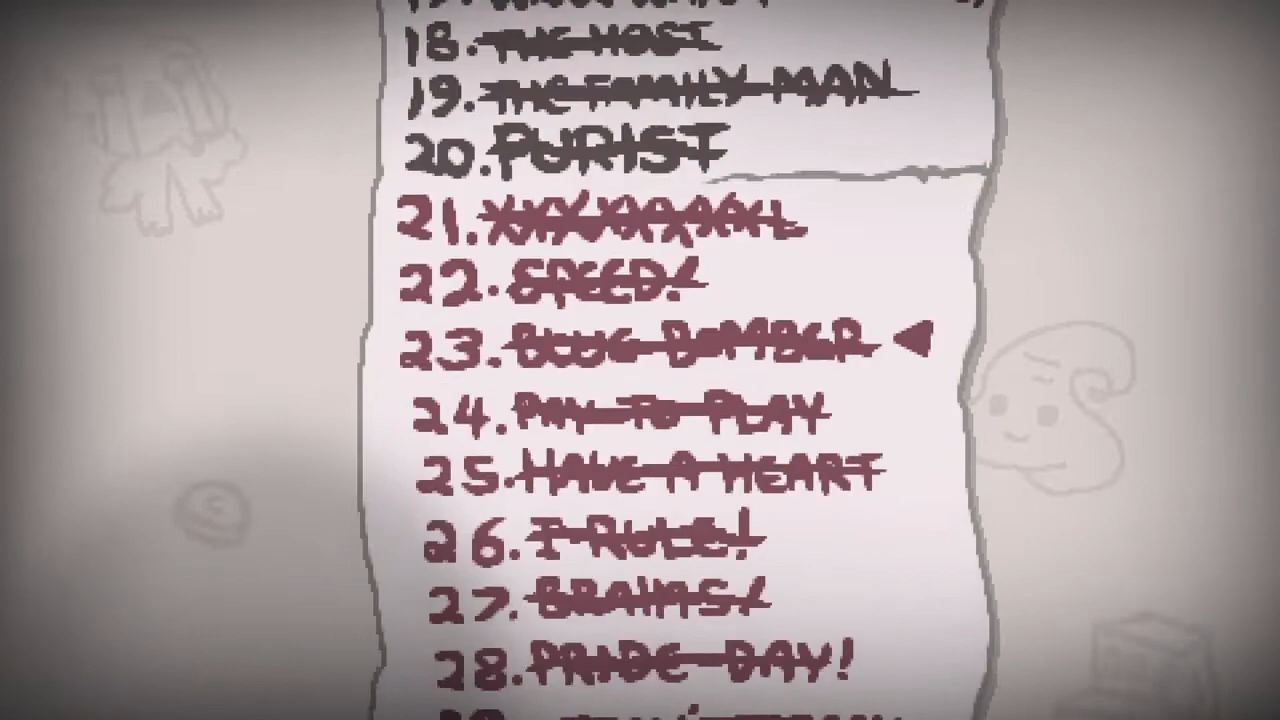 18. THE HOST
19. THE FAMILY MAN
20. PURIST
21. XXXXXXXXL
22. SPEED!
23. BLUE BOMBER
24. PAY TO PLAY
25. HAVE A HEART
26. I RULE!
27. BRAINS!
28. PRIDE DAY!